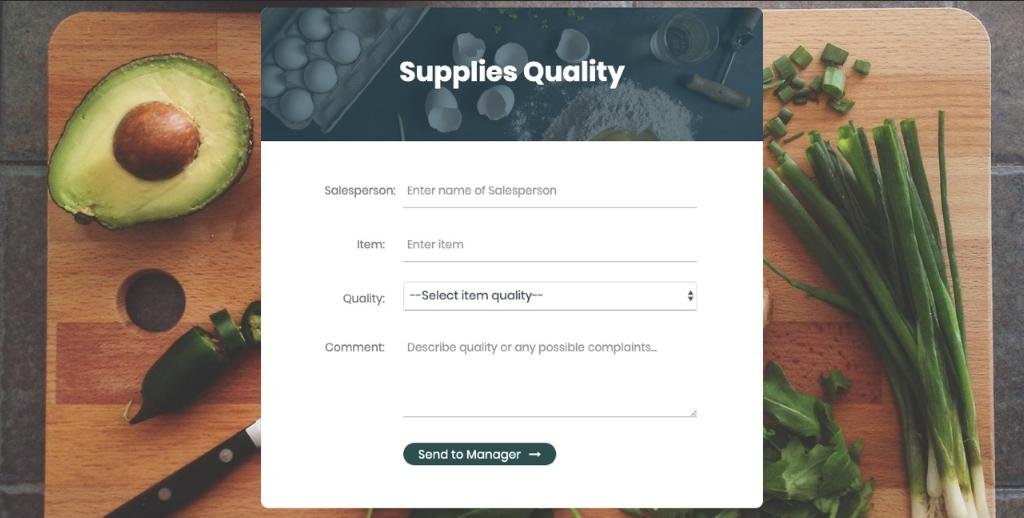 Supplies Quality
Salesperson: Enter name of Salesperson
Item: Enter item
Quality: --Select item quality--
Comment: Describe quality or any possible complaints...
Send to Manager →